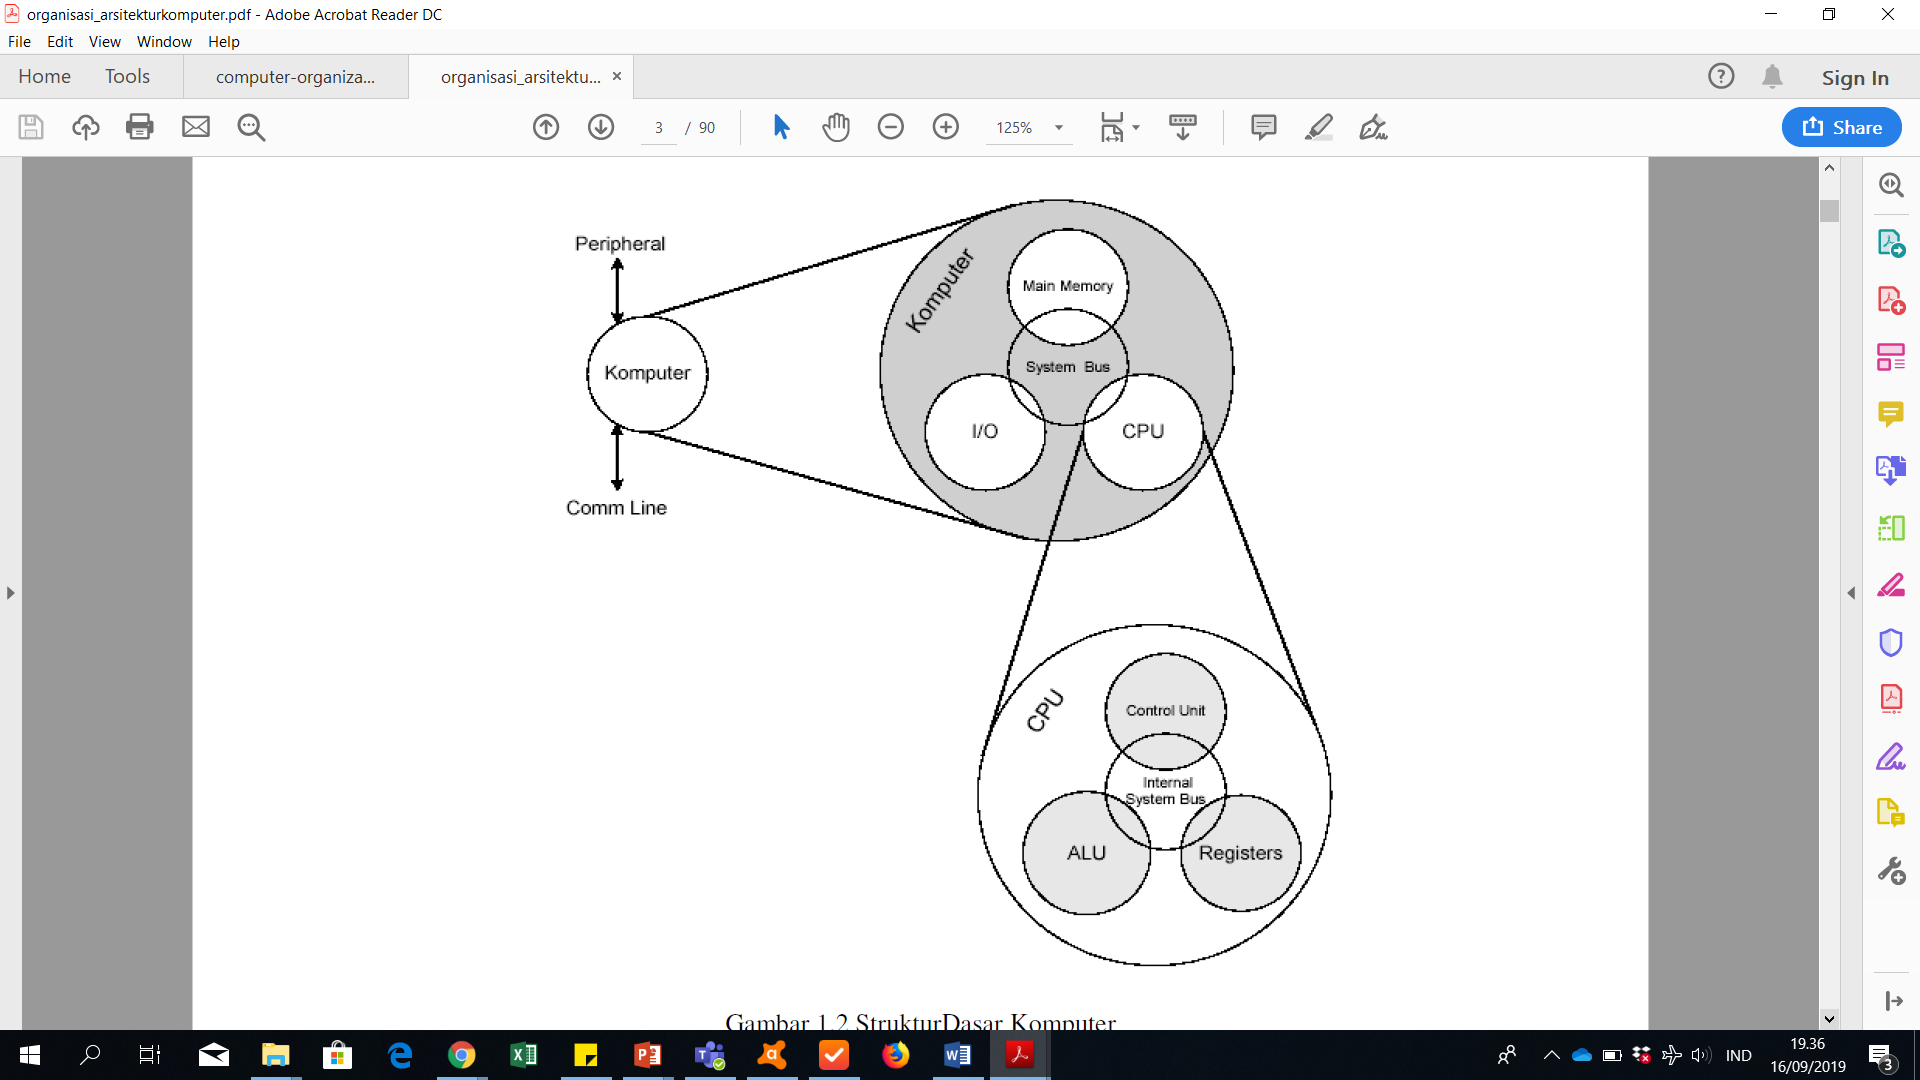 organisasi_arsitekturkomputer.pdf - Adobe Acrobat Reader DC
File Edit View Window Help
Home Tools computer-organiza... organisasi_arsitektu... ×
Sign In
3 / 90
125%
Share
Peripheral
Komputer
Comm Line
Komputer
Main Memory
System Bus
I/O
CPU
CPU
Control Unit
Internal
System Bus
ALU
Registers
Gambar 1.2 StrukturDasar Komputer
IND
19.36
16/09/2019
3